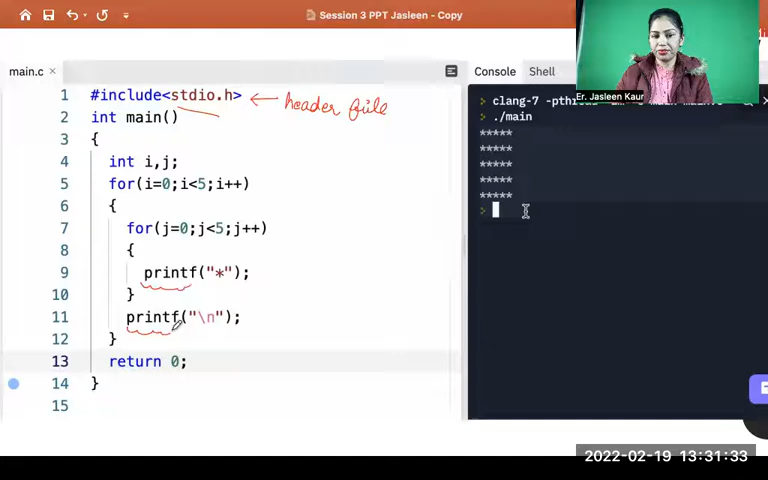 Session 3 PPT Jasleen - Copy
main.c ×
Console Shell
1 #include<stdio.h> ← header file
2 int main()
3 {
4 int i,j;
5 for(i=0;i<5;i++)
6 {
7 for(j=0;j<5;j++)
8 {
9 printf("*");
10 }
11 printf("\n");
12 }
13 return 0;
14 }
15
> clang-7
> ./main
*****
*****
*****
*****
*****
>
Er. Jasleen Kaur
2022-02-19 13:31:33